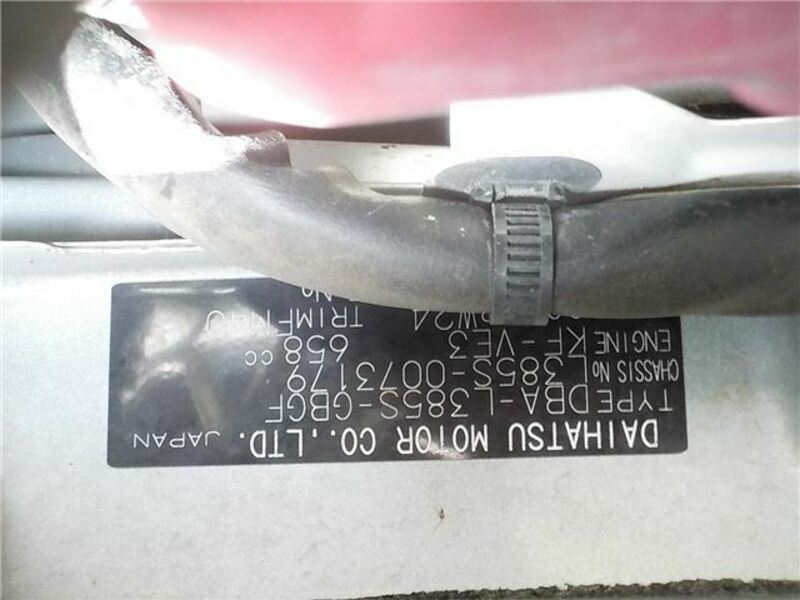 DAIHATSU MOTOR CO.,LTD. JAPAN
TYPE DBA-L385S-GBGF
CHASSIS No L385S-0073179
ENGINE KF-VE3 658 cc
TRIM FM40
No